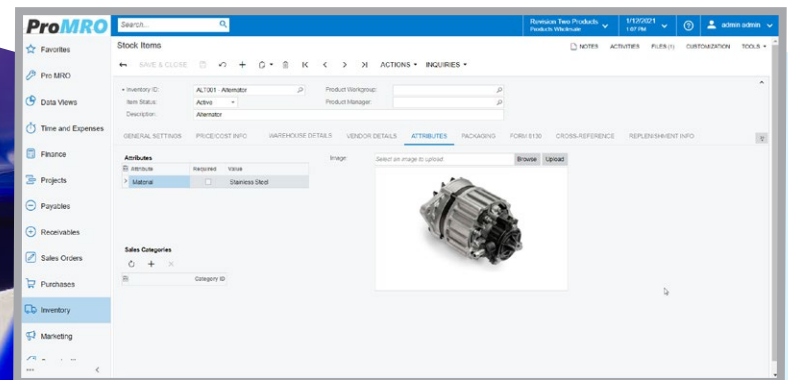 ProMRO
Search...
Revision Two Products
Products Wholesale
1/12/2021
1:07 PM
admin admin
Favorites
Pro MRO
Data Views
Time and Expenses
Finance
Projects
Payables
Receivables
Sales Orders
Purchases
Inventory
Marketing
Stock Items
NOTES ACTIVITIES FILES (1) CUSTOMIZATION TOOLS
SAVE & CLOSE ACTIONS INQUIRIES
Inventory ID: ALT001 - Alternator Product Workgroup:
Item Status: Active Product Manager:
Description: Alternator
GENERAL SETTINGS PRICE/COST INFO WAREHOUSE DETAILS VENDOR DETAILS ATTRIBUTES PACKAGING FORM 8130 CROSS-REFERENCE REPLENISHMENT INFO
Attributes Image: Select an image to upload Browse Upload
Attribute Required Value
Material Stainless Steel
Sales Categories
Category ID